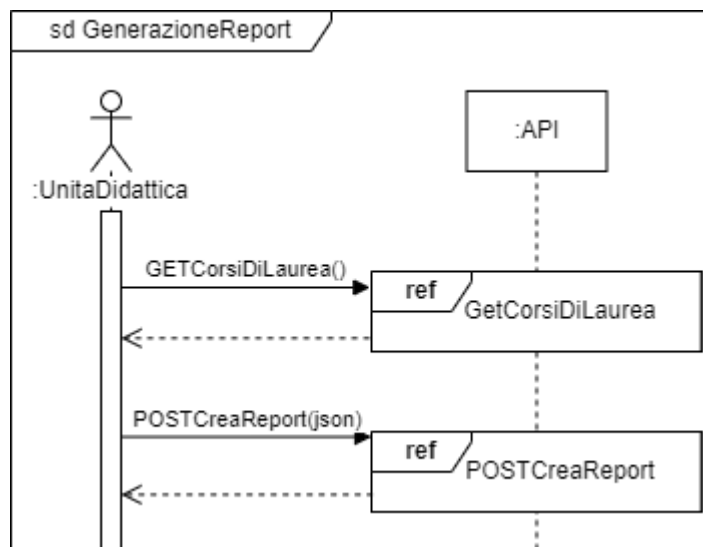 sd GenerazioneReport
:API
:UnitaDidattica
GETCorsiDiLaurea()
ref
GetCorsiDiLaurea
POSTCreaReport(json)
ref
POSTCreaReport